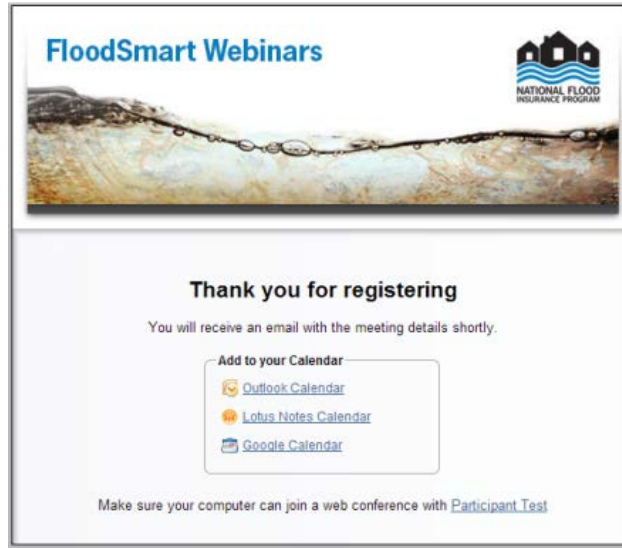 FloodSmart Webinars
NATIONAL FLOOD
INSURANCE PROGRAM
Thank you for registering
You will receive an email with the meeting details shortly.
Add to your Calendar
Outlook Calendar
Lotus Notes Calendar
Google Calendar
Make sure your computer can join a web conference with Participant Test